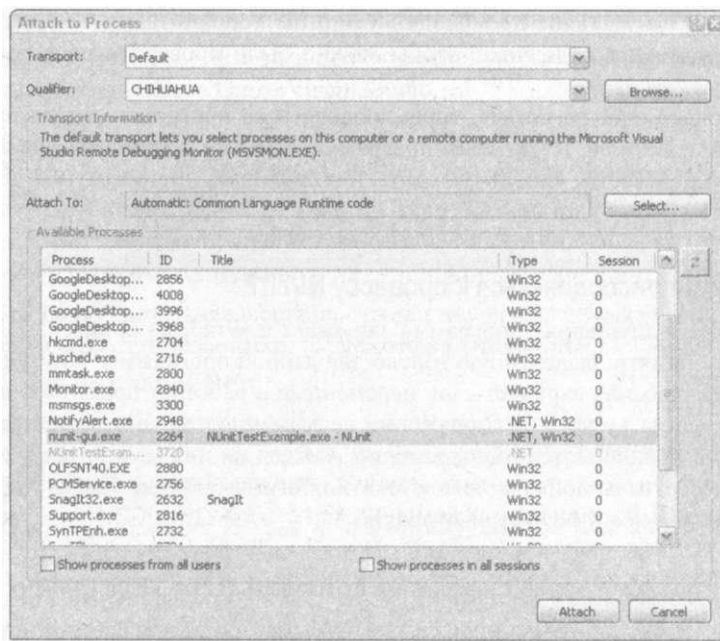 Attach to Process
Transport: Default
Qualifier: CHIHUAHUA Browse...
Transport Information
The default transport lets you select processes on this computer or a remote computer running the Microsoft Visual
Studio Remote Debugging Monitor (MSVSMON.EXE).
Attach To: Automatic: Common Language Runtime code Select...
Available Processes
Process ID Title Type Session
GoogleDesktop... 2856 Win32 0
GoogleDesktop... 4008 Win32 0
GoogleDesktop... 3996 Win32 0
GoogleDesktop... 3968 Win32 0
hkcmd.exe 2704 Win32 0
jusched.exe 2716 Win32 0
mmtask.exe 2800 Win32 0
Monitor.exe 2840 Win32 0
msmsgs.exe 3300 Win32 0
NotifyAlert.exe 2948 .NET, Win32 0
nunit-gui.exe 2264 NUnitTestExample.exe - NUnit .NET, Win32 0
NUnitTestExam... 3720 .NET 0
OLFSNT40.EXE 2880 Win32 0
PCMService.exe 2756 Win32 0
SnagIt32.exe 2632 SnagIt Win32 0
Support.exe 2816 Win32 0
SynTPEnh.exe 2732 Win32 0
Show processes from all users Show processes in all sessions
Attach Cancel